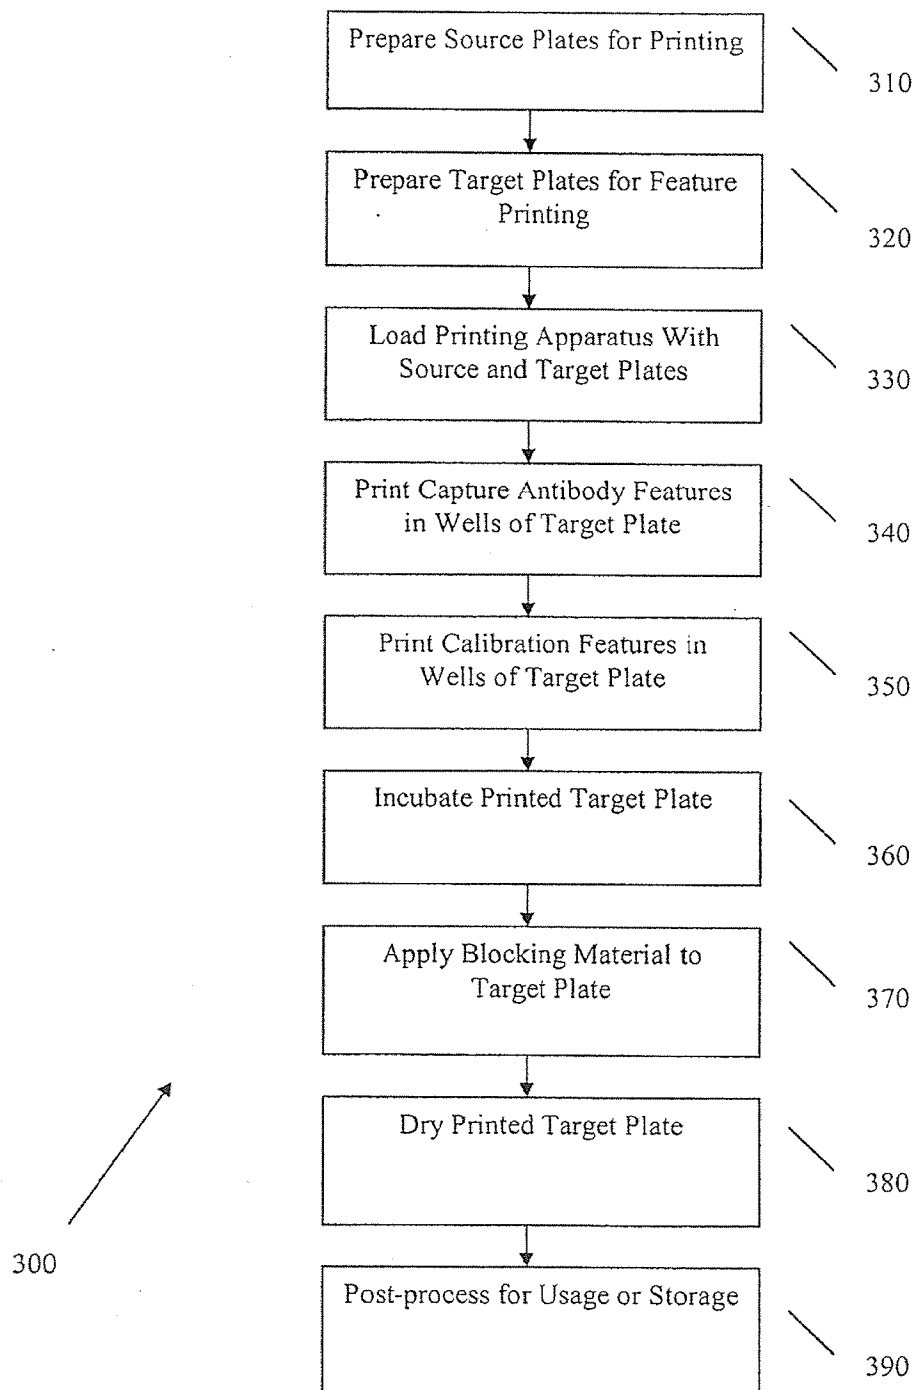 Prepare Source Plates for Printing
310
Prepare Target Plates for Feature
Printing
320
Load Printing Apparatus With
Source and Target Plates
330
Print Capture Antibody Features
in Wells of Target Plate
340
Print Calibration Features in
Wells of Target Plate
350
Incubate Printed Target Plate
360
Apply Blocking Material to
Target Plate
370
Dry Printed Target Plate
380
300
Post-process for Usage or Storage
390